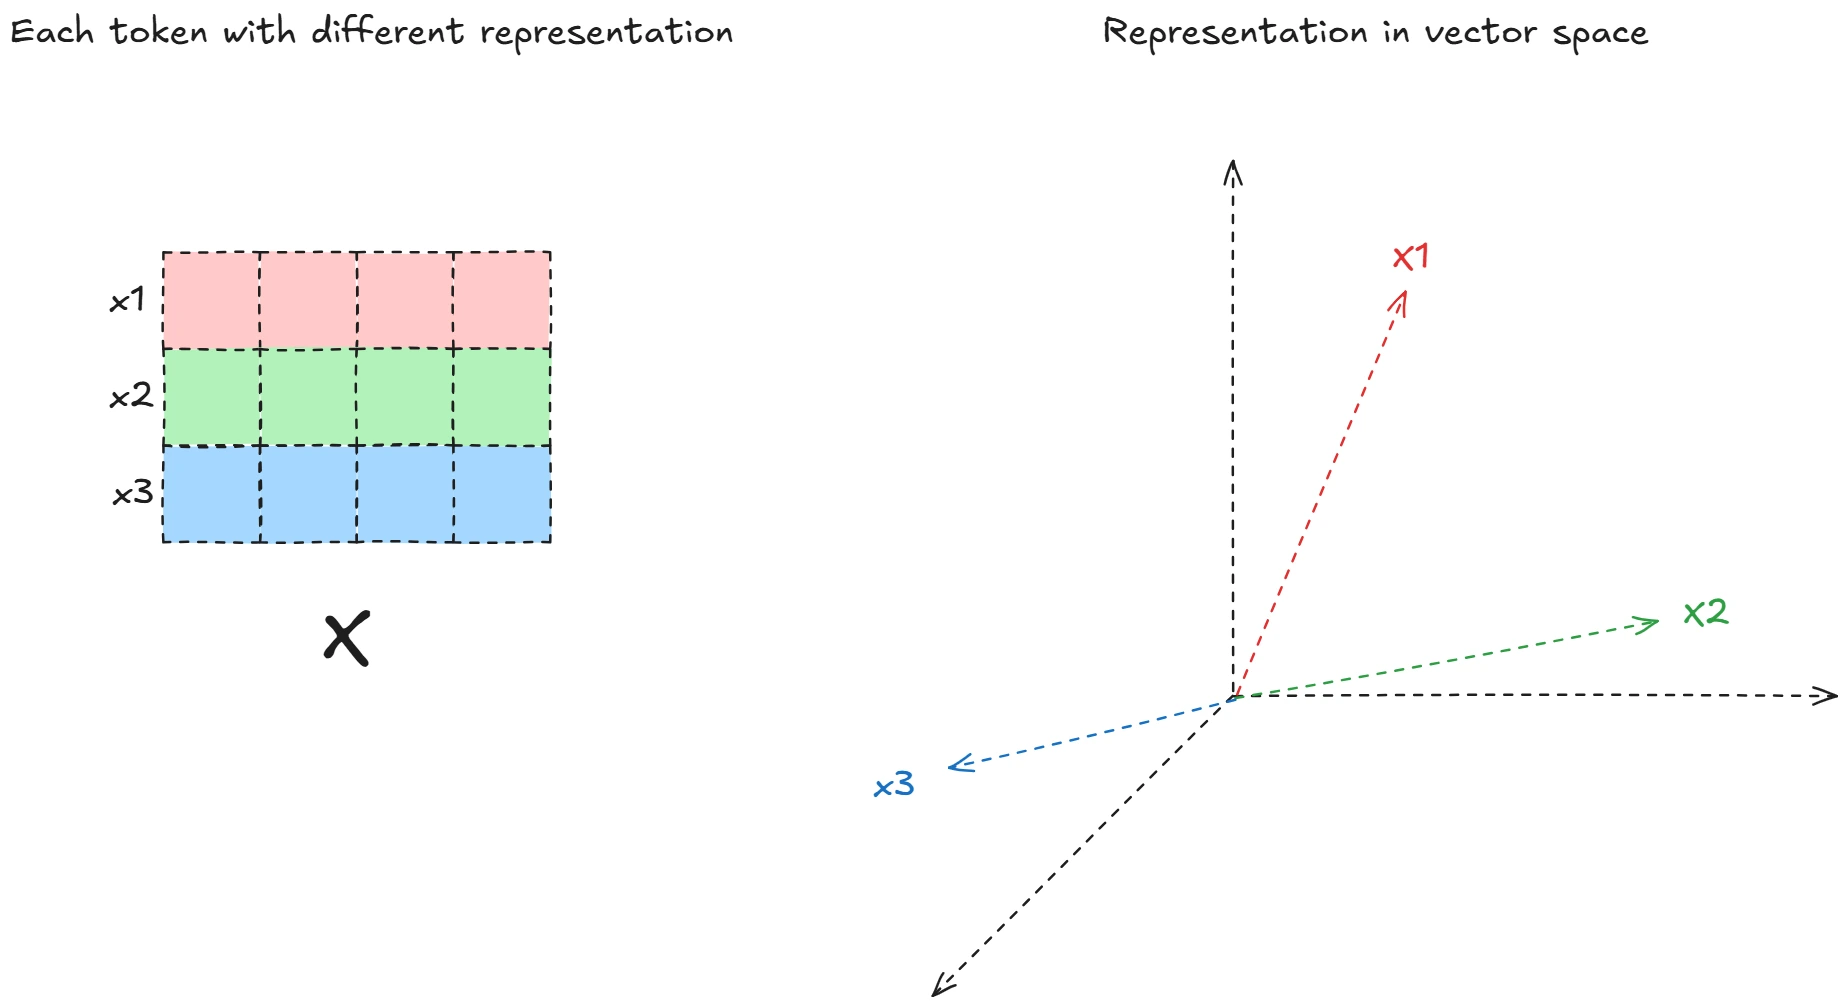 Each token with different representation
Representation in vector space
x1
x2
x3
X
x1
x2
x3